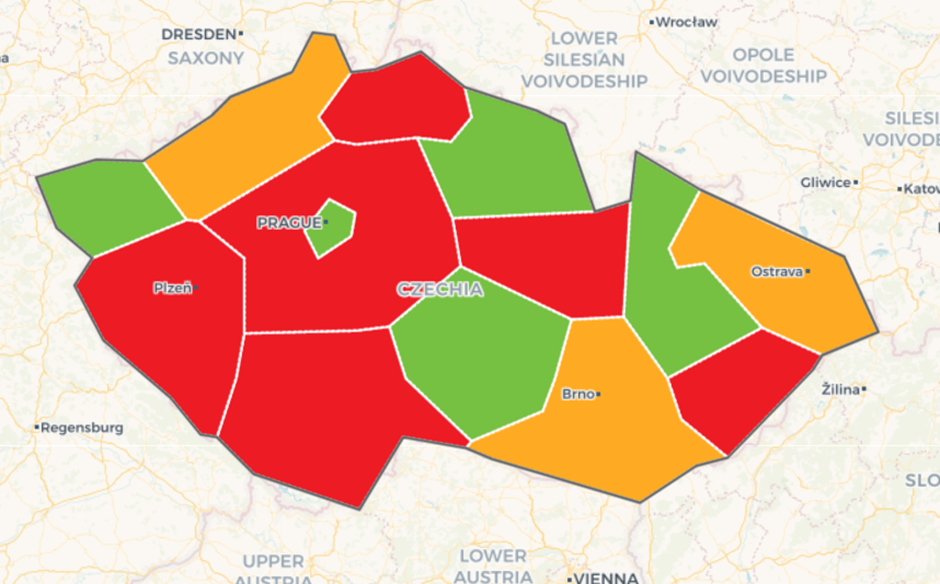 Wrocław
DRESDEN
SAXONY
LOWER
SILESIAN
VOIVODESHIP
OPOLE
VOIVODESHIP
SILESI
VOIVODE
Gliwice
Katov
PRAGUE
Ostrava
Plzeň
CZECHIA
Brno
Žilina
Regensburg
SLO
UPPER
AUSTRIA
LOWER
AUSTRIA
VIENNA